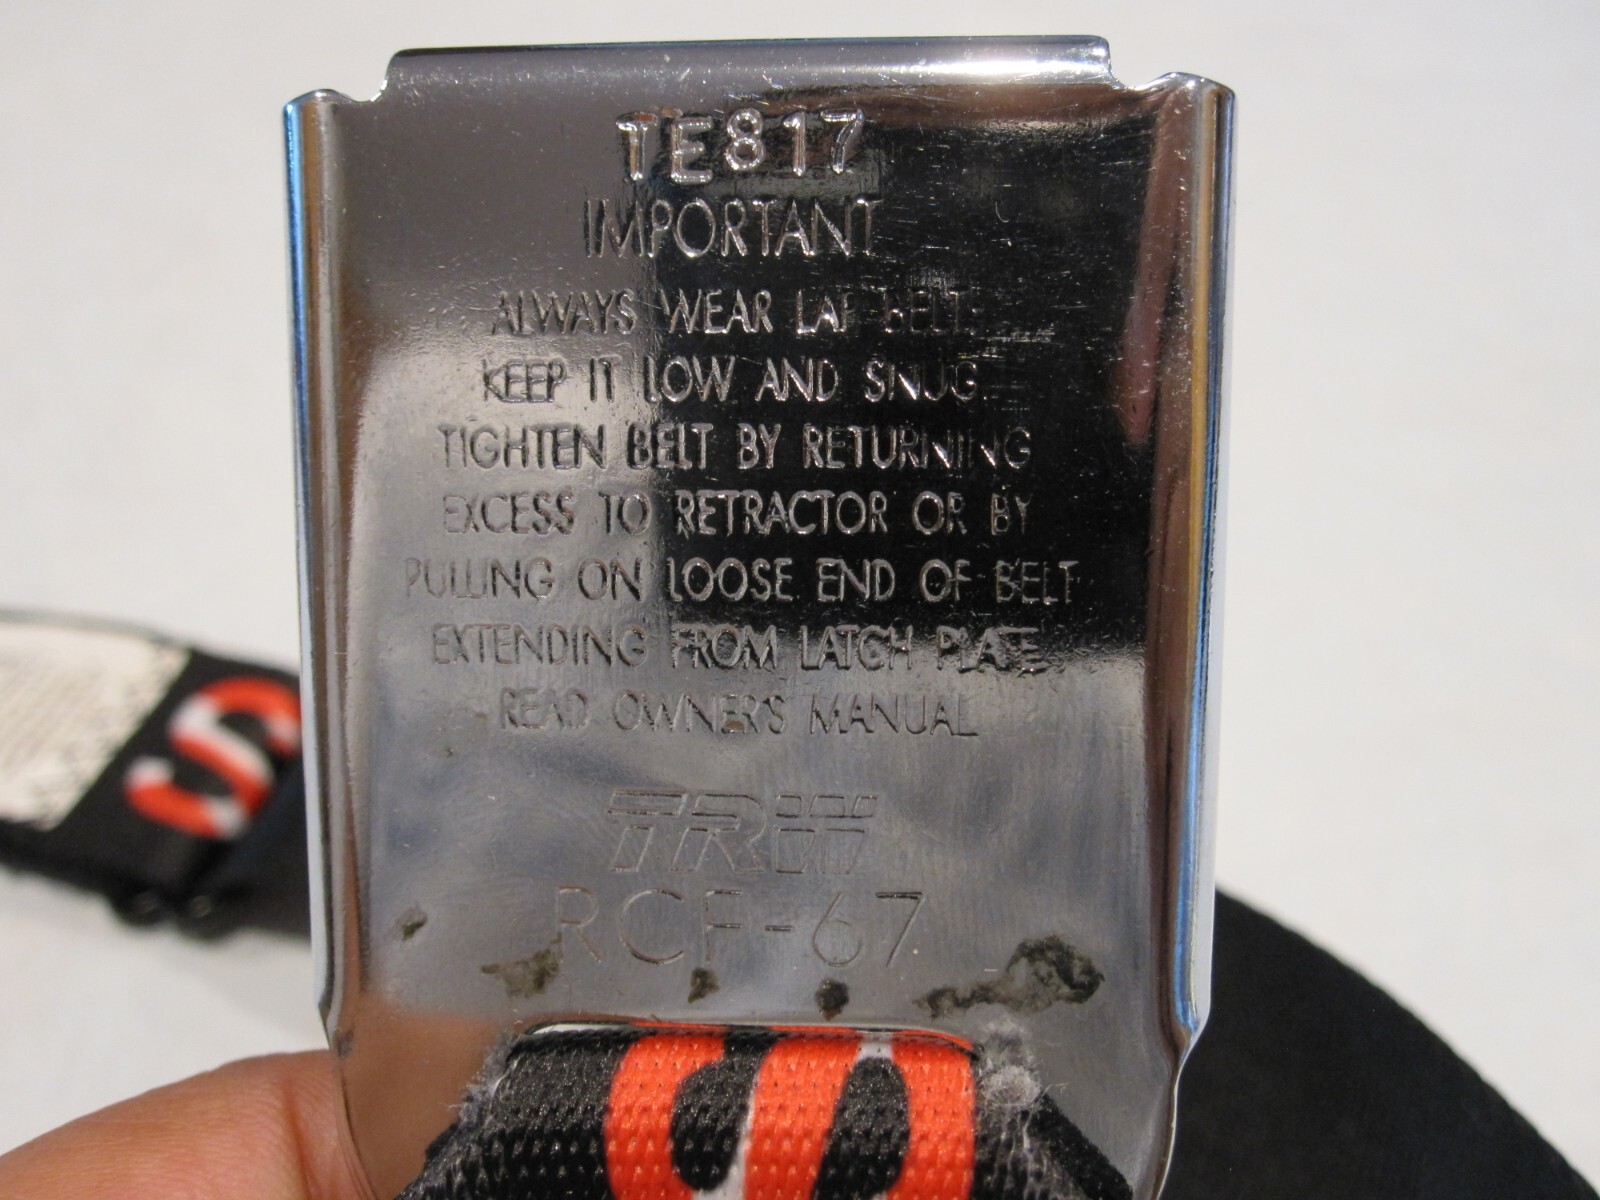 TE817
IMPORTANT
ALWAYS WEAR LAP BELT
KEEP IT LOW AND SNUG
TIGHTEN BELT BY RETURNING
EXCESS TO RETRACTOR OR BY
PULLING ON LOOSE END OF BELT
EXTENDING FROM LATCH PLATE
READ OWNER'S MANUAL
TRW
RCF-67